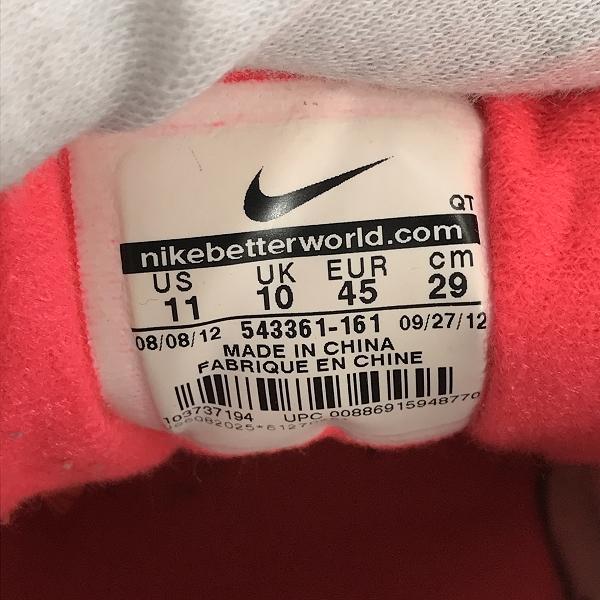 QT
nikebetterworld.com
US UK EUR cm
11 10 45 29
08/08/12 543361-161 09/27/12
MADE IN CHINA
FABRIQUE EN CHINE
103737194 UPC 00886915948770